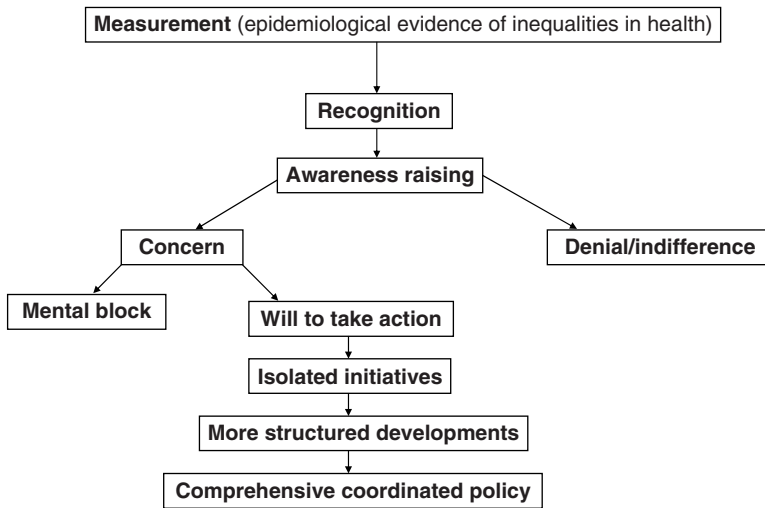 Measurement (epidemiological evidence of inequalities in health)
Recognition
Awareness raising
Concern
Denial/indifference
Mental block
Will to take action
Isolated initiatives
More structured developments
Comprehensive coordinated policy